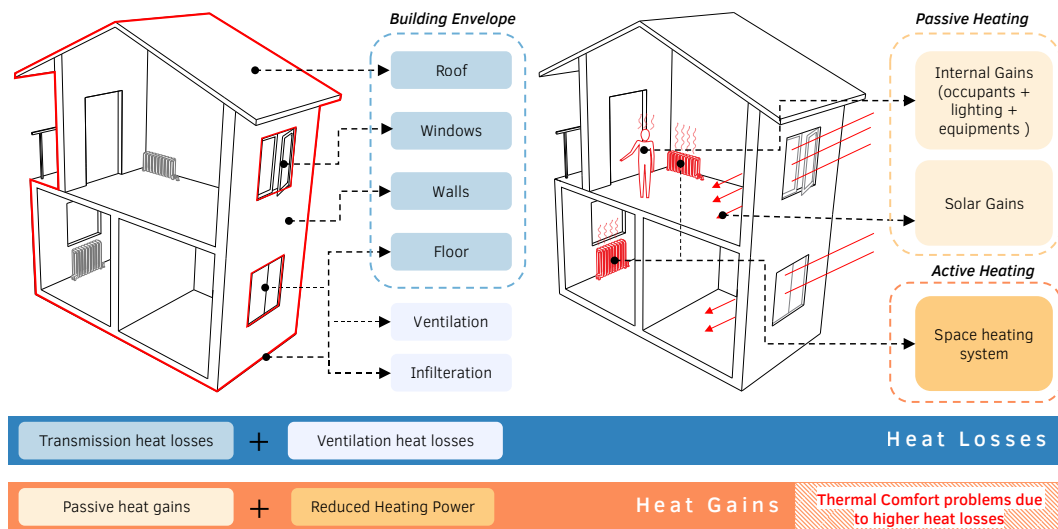 Building Envelope
Roof
Windows
Walls
Floor
Ventilation
Infilteration
Passive Heating
Internal Gains
(occupants +
lighting +
equipments )
Solar Gains
Active Heating
Space heating
system
Transmission heat losses
+
Ventilation heat losses
Heat Losses
Passive heat gains
+
Reduced Heating Power
Heat Gains
Thermal Comfort problems due
to higher heat losses